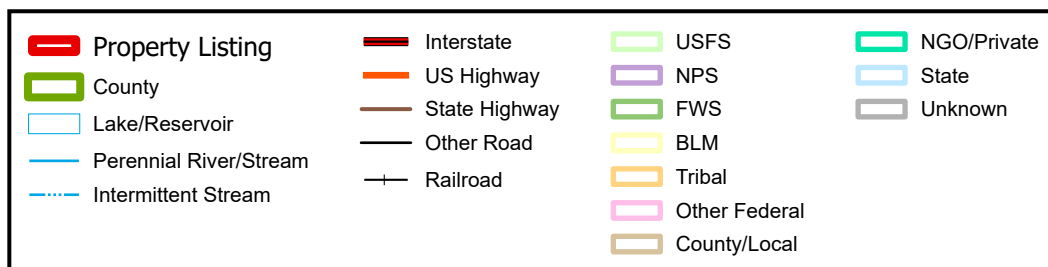 Property Listing
County
Lake/Reservoir
Perennial River/Stream
Intermittent Stream
Interstate
US Highway
State Highway
Other Road
Railroad
USFS
NPS
FWS
BLM
Tribal
Other Federal
County/Local
NGO/Private
State
Unknown